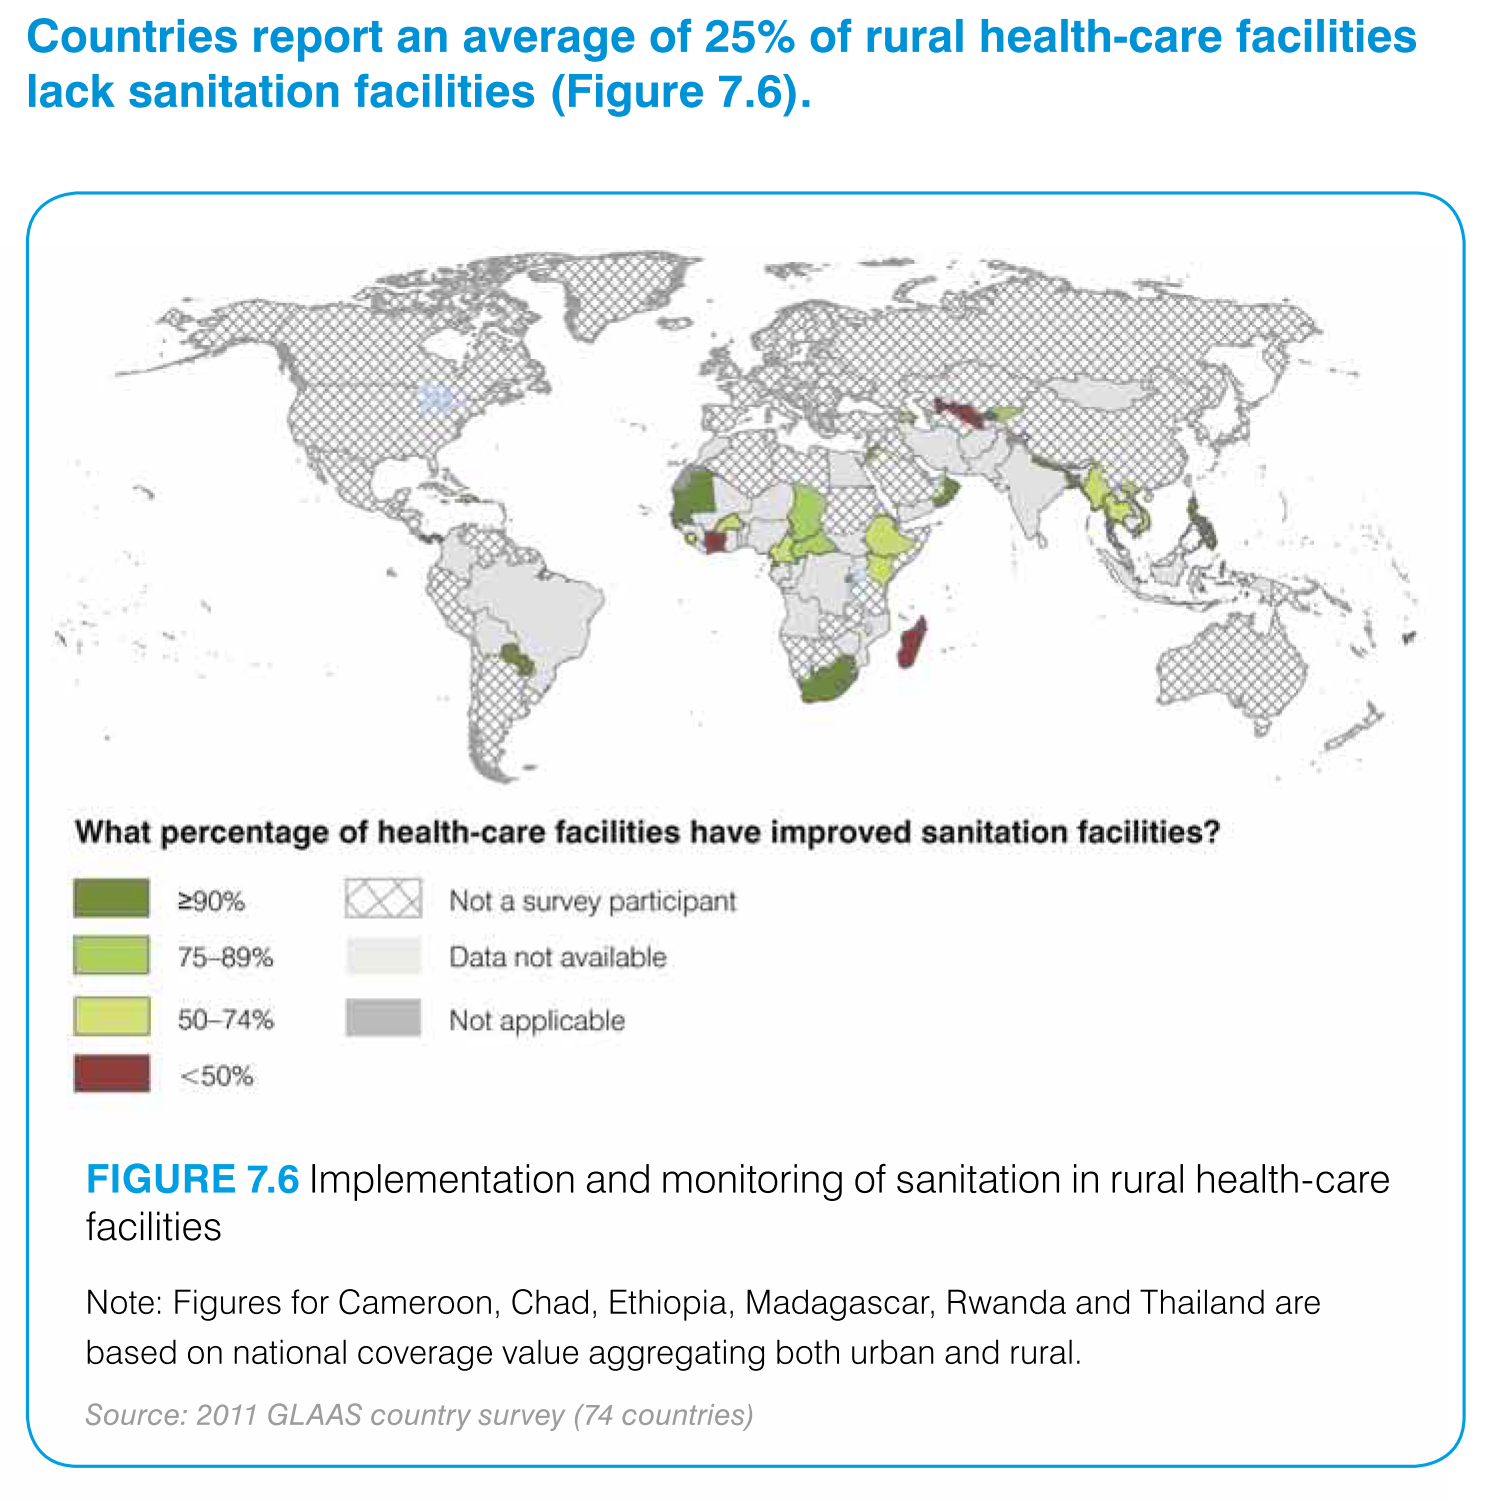 Countries report an average of 25% of rural health-care facilities
lack sanitation facilities (Figure 7.6).
What percentage of health-care facilities have improved sanitation facilities?
≥90%
Not a survey participant
75–89%
Data not available
50–74%
Not applicable
<50%
FIGURE 7.6 Implementation and monitoring of sanitation in rural health-care
facilities
Note: Figures for Cameroon, Chad, Ethiopia, Madagascar, Rwanda and Thailand are
based on national coverage value aggregating both urban and rural.
Source: 2011 GLAAS country survey (74 countries)